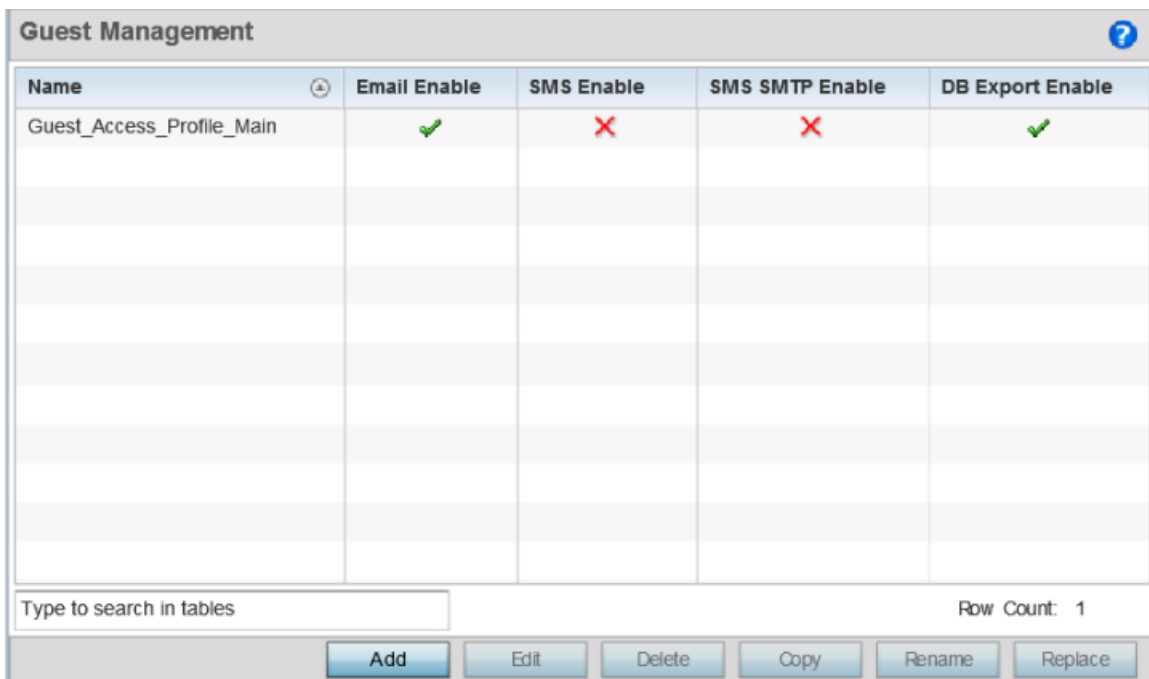 Guest Management ?
Name Email Enable SMS Enable SMS SMTP Enable DB Export Enable
Guest_Access_Profile_Main
Type to search in tables Row Count: 1
Add Edit Delete Copy Rename Replace